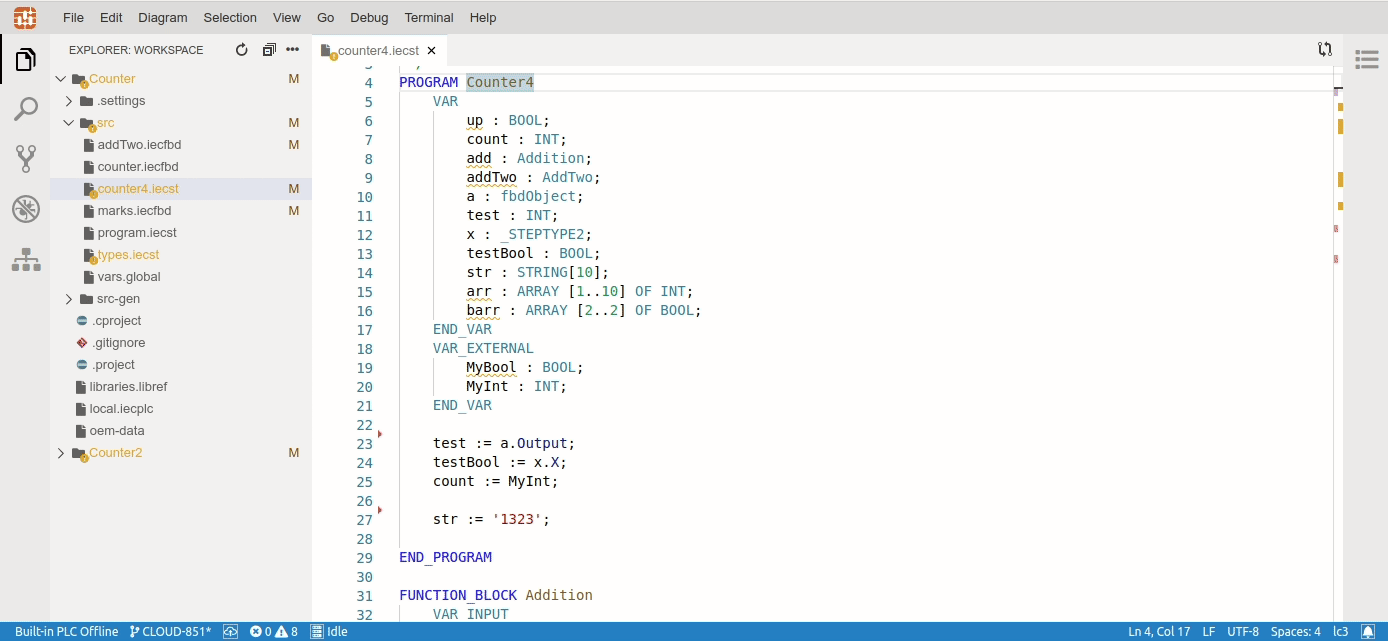 File Edit Diagram Selection View Go Debug Terminal Help
EXPLORER: WORKSPACE
Counter M
.settings
src M
addTwo.iecfbd M
counter.iecfbd
counter4.iecst M
marks.iecfbd M
program.iecst
types.iecst
vars.global
src-gen
.cproject
.gitignore
.project
libraries.libref
local.iecplc
oem-data
Counter2 M
counter4.iecst
4 PROGRAM Counter4
5 VAR
6 up : BOOL;
7 count : INT;
8 add : Addition;
9 addTwo : AddTwo;
10 a : fbdObject;
11 test : INT;
12 x : _STEPTYPE2;
13 testBool : BOOL;
14 str : STRING[10];
15 arr : ARRAY [1..10] OF INT;
16 barr : ARRAY [2..2] OF BOOL;
17 END_VAR
18 VAR_EXTERNAL
19 MyBool : BOOL;
20 MyInt : INT;
21 END_VAR
22
23 test := a.Output;
24 testBool := x.X;
25 count := MyInt;
26
27 str := '1323';
28
29 END_PROGRAM
30
31 FUNCTION_BLOCK Addition
32 VAR_INPUT
Built-in PLC Offline CLOUD-851* 0 8 Idle Ln 4, Col 17 LF UTF-8 Spaces: 4 lc3